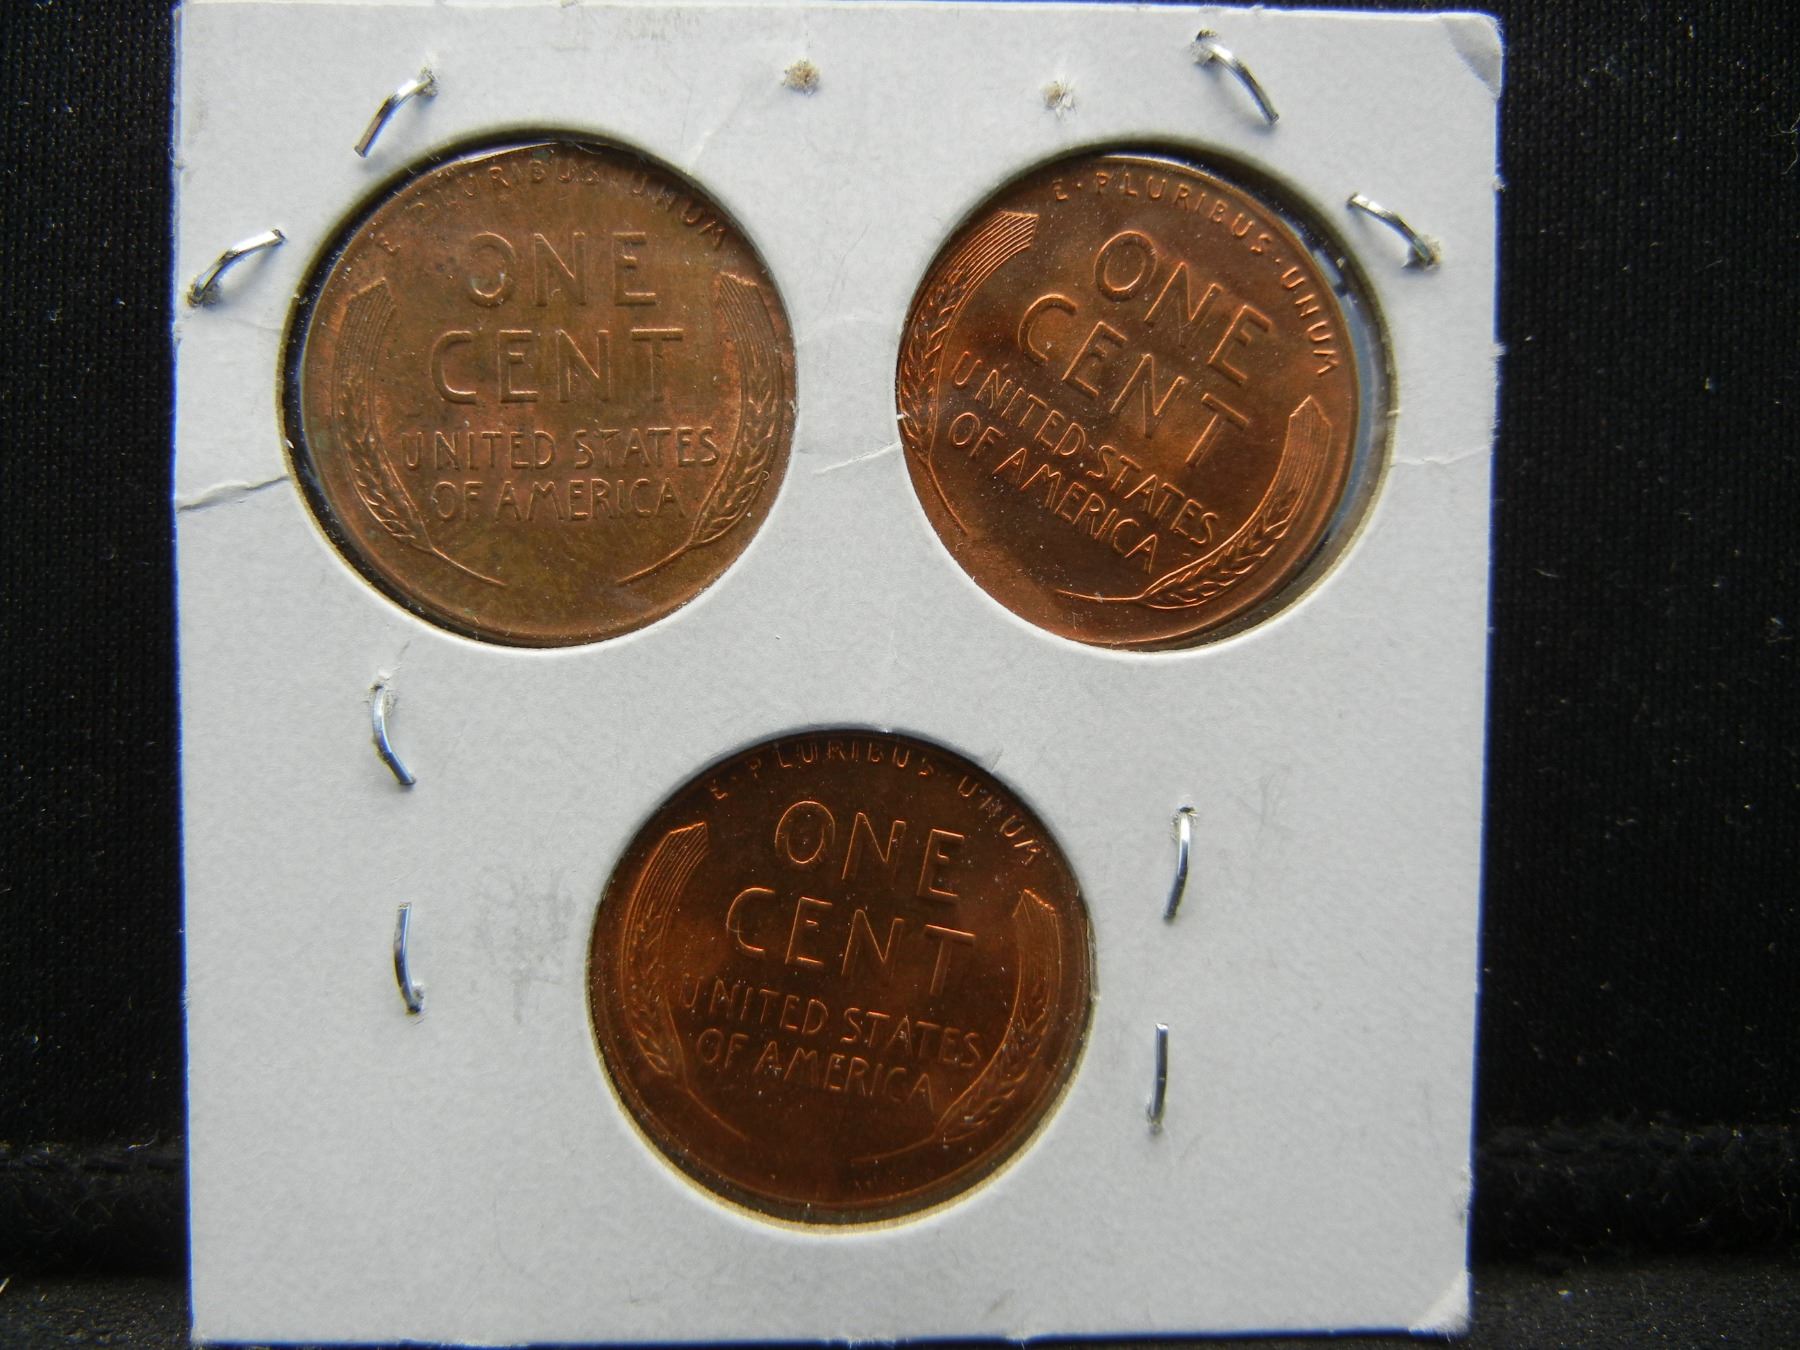 E·PLURIBUS·UNUM
ONE
CENT
UNITED STATES
OF AMERICA
E·PLURIBUS·UNUM
ONE
CENT
UNITED·STATES
OF AMERICA
E·PLURIBUS·UNUM
ONE
CENT
UNITED STATES
OF AMERICA